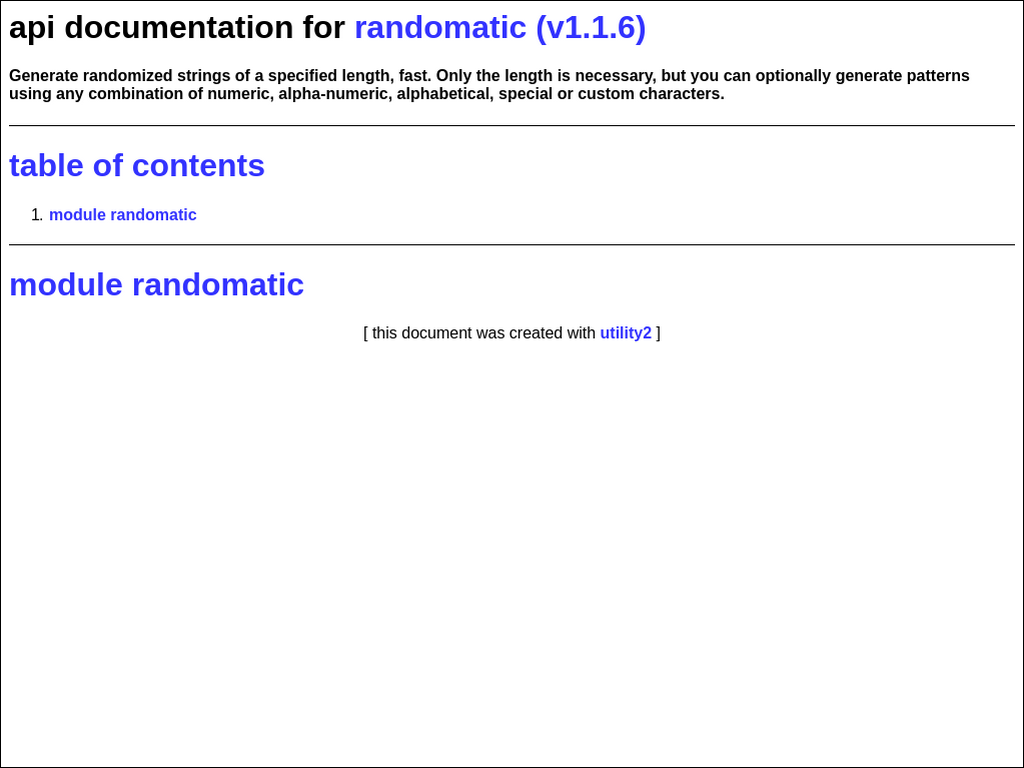 api documentation for randomatic (v1.1.6)
Generate randomized strings of a specified length, fast. Only the length is necessary, but you can optionally generate patterns
using any combination of numeric, alpha-numeric, alphabetical, special or custom characters.
table of contents
1. module randomatic
module randomatic
[ this document was created with utility2 ]